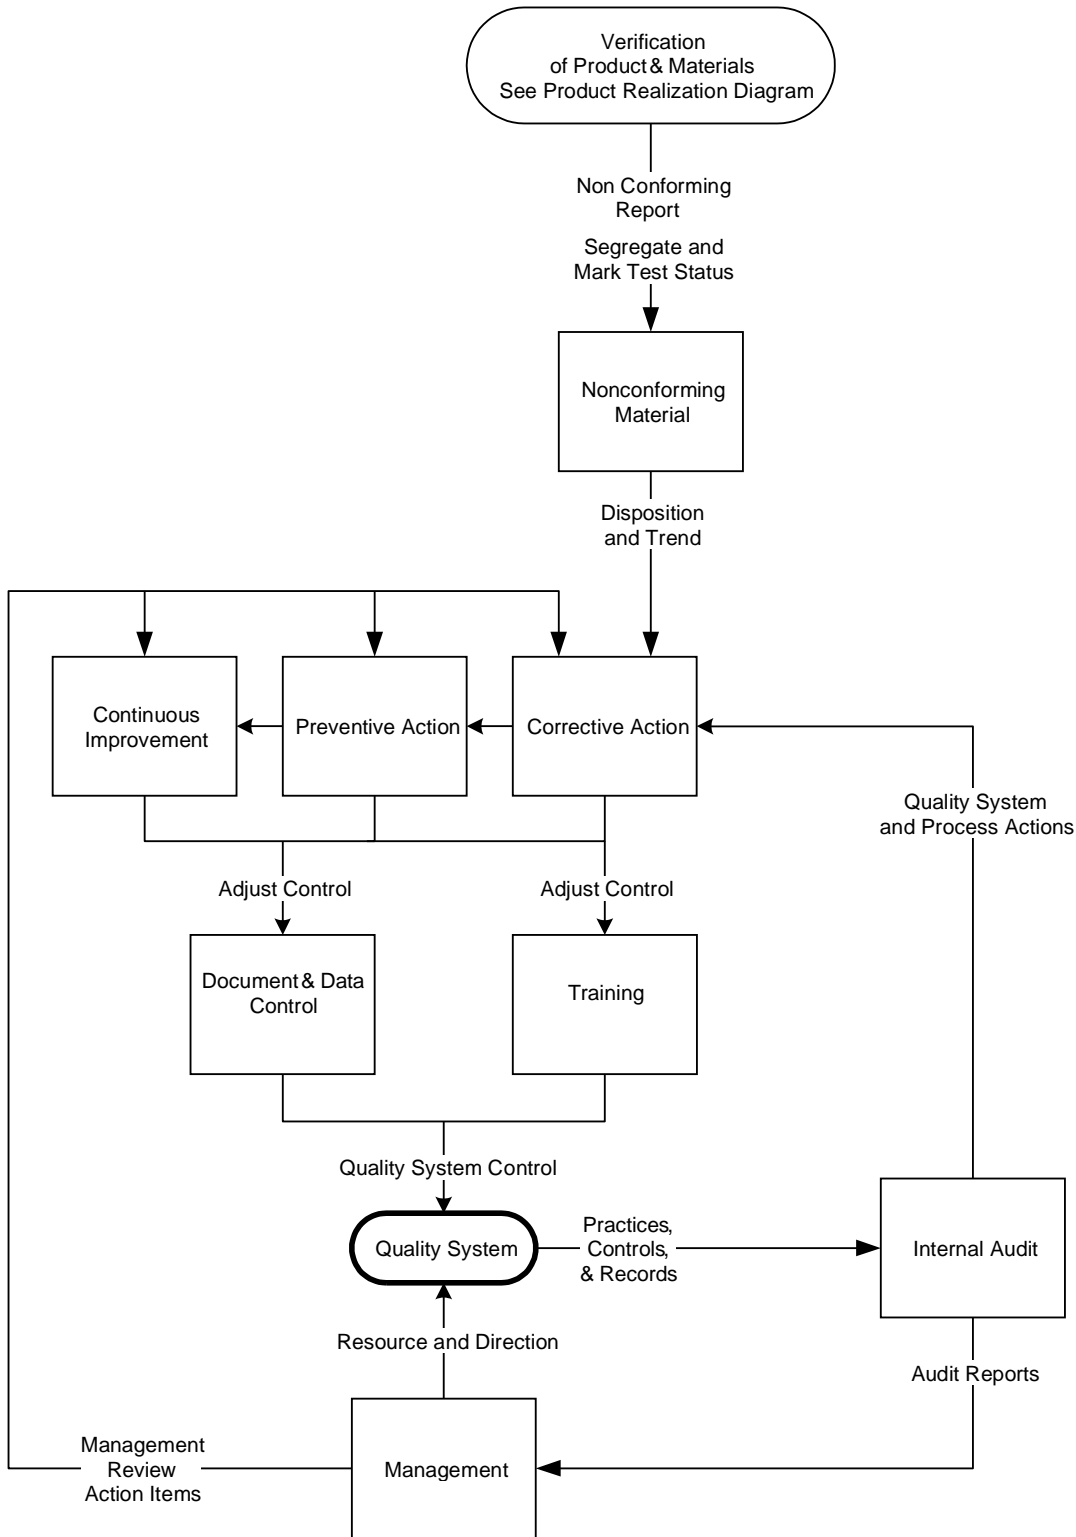 Verification
of Product & Materials
See Product Realization Diagram
Non Conforming
Report
Segregate and
Mark Test Status
Nonconforming
Material
Disposition
and Trend
Continuous
Improvement
Preventive Action
Corrective Action
Quality System
and Process Actions
Adjust Control
Adjust Control
Document & Data
Control
Training
Quality System Control
Quality System
Practices,
Controls,
& Records
Internal Audit
Resource and Direction
Audit Reports
Management
Review
Action Items
Management